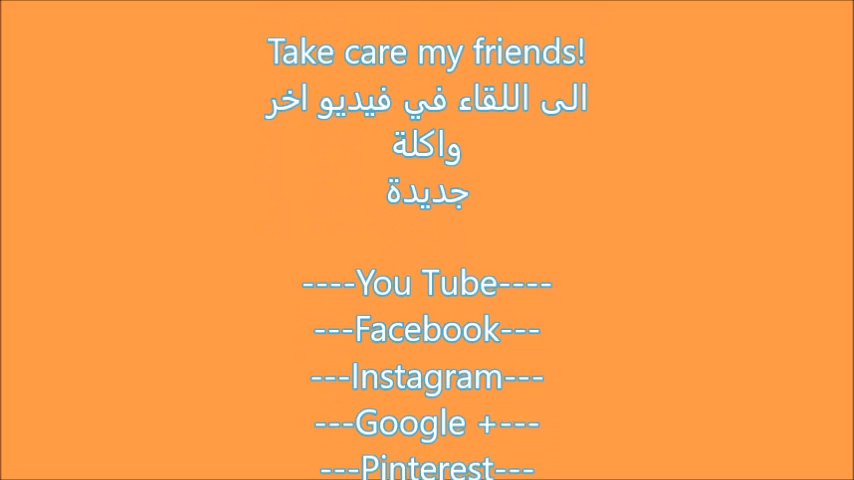 Take care my friends!
الى اللقاء في فيديو اخر
واكلة
جديدة
----You Tube----
---Facebook---
---Instagram---
---Google +---
---Pinterest---